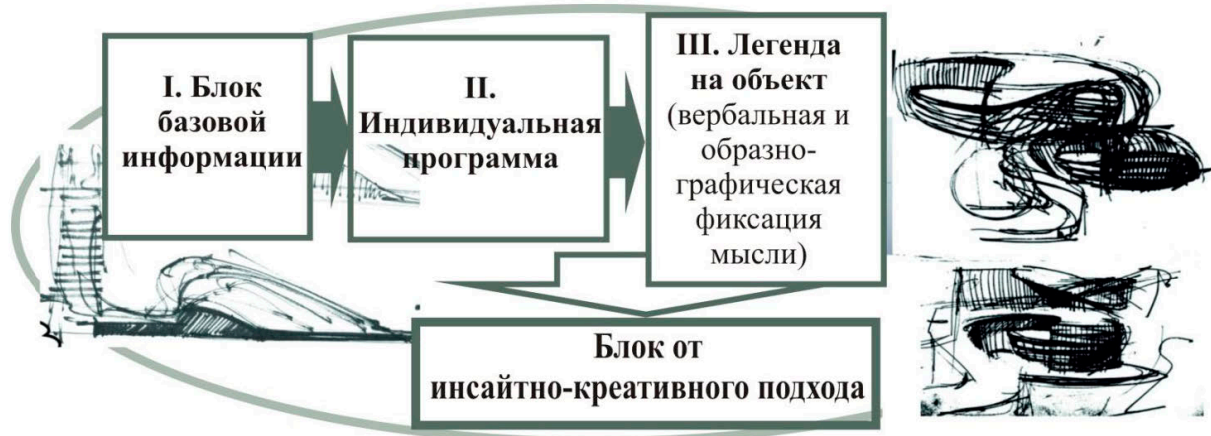 I. Блок
базовой
информации
II.
Индивидуальная
программа
III. Легенда
на объект
(вербальная и
образно-
графическая
фиксация
мысли)
Блок от
инсайтно-креативного подхода